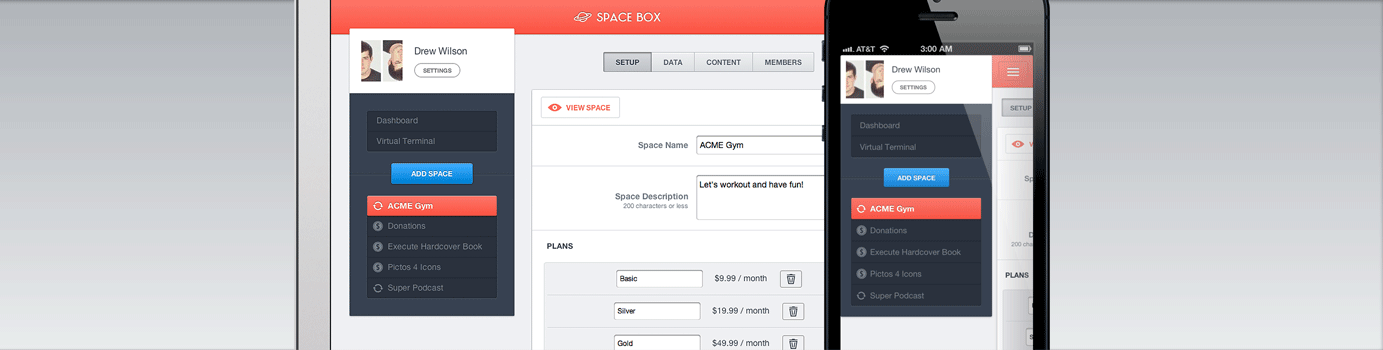 SPACE BOX
Drew Wilson
SETTINGS
Dashboard
Virtual Terminal
ADD SPACE
ACME Gym
Donations
Execute Hardcover Book
Pictos 4 Icons
Super Podcast
SETUP DATA CONTENT MEMBERS
VIEW SPACE
Space Name ACME Gym
Space Description Let's workout and have fun!
200 characters or less
PLANS
Basic $9.99 / month
Silver $19.99 / month
Gold $49.99 / month
AT&T 3:00 AM
Drew Wilson
SETTINGS
Dashboard
Virtual Terminal
ADD SPACE
ACME Gym
Donations
Execute Hardcover Book
Pictos 4 Icons
Super Podcast
SETUP
200 char
PLANS